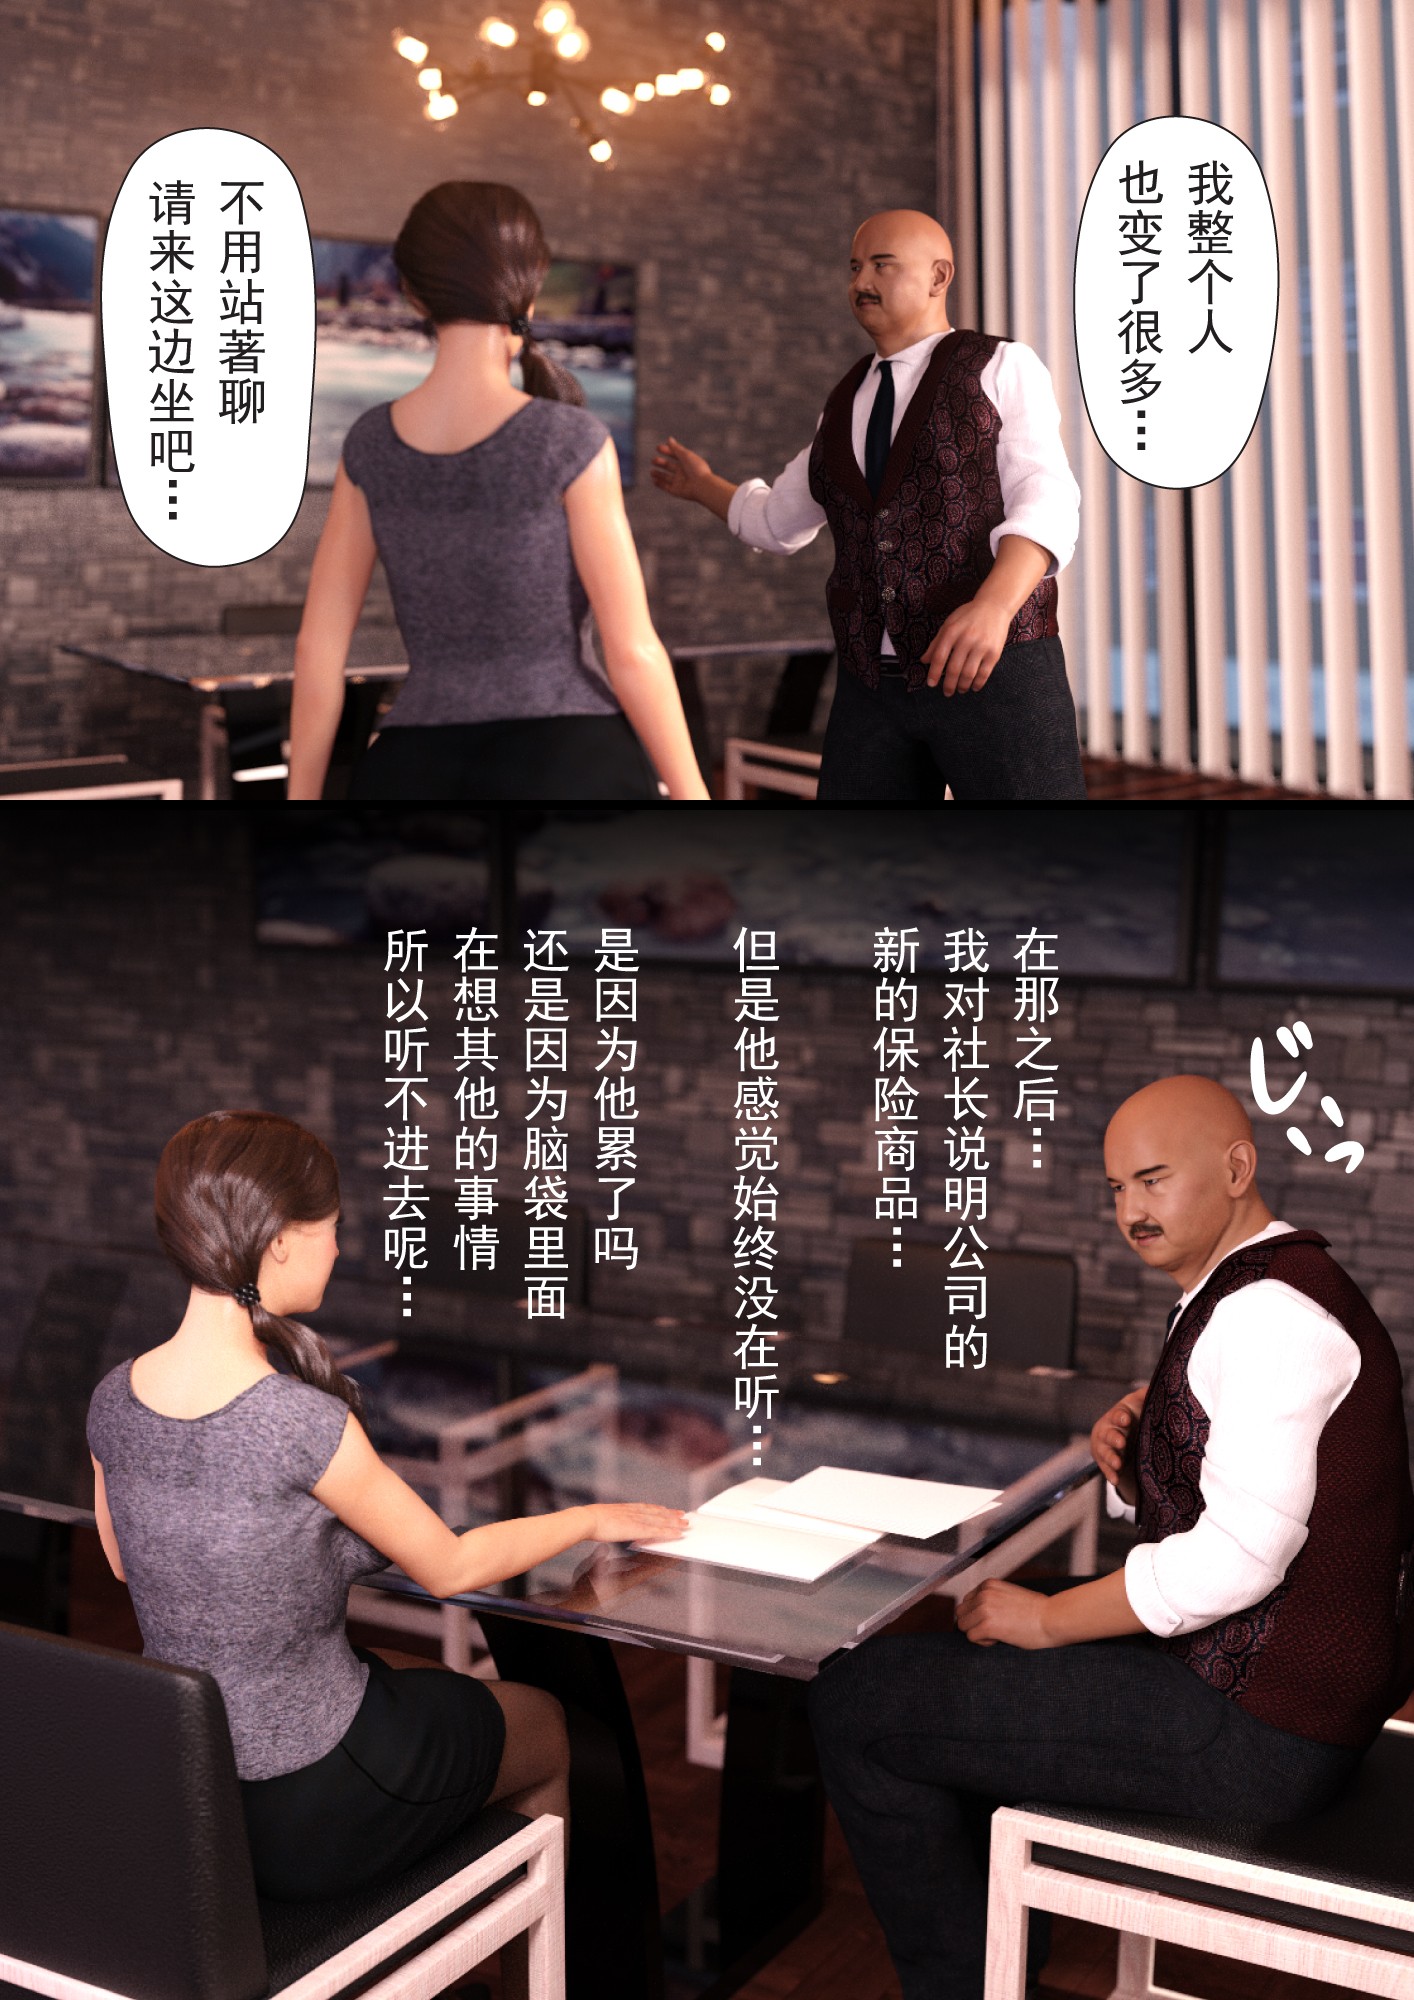 我整个人
也变了很多…
不用站著聊
请来这边坐吧…
在那之后…
我对社长说明公司的
新的保险商品…
但是他感觉始终没在听…
是因为他累了吗
还是因为脑袋里面
在想其他的事情
所以听不进去呢…
じぃっ